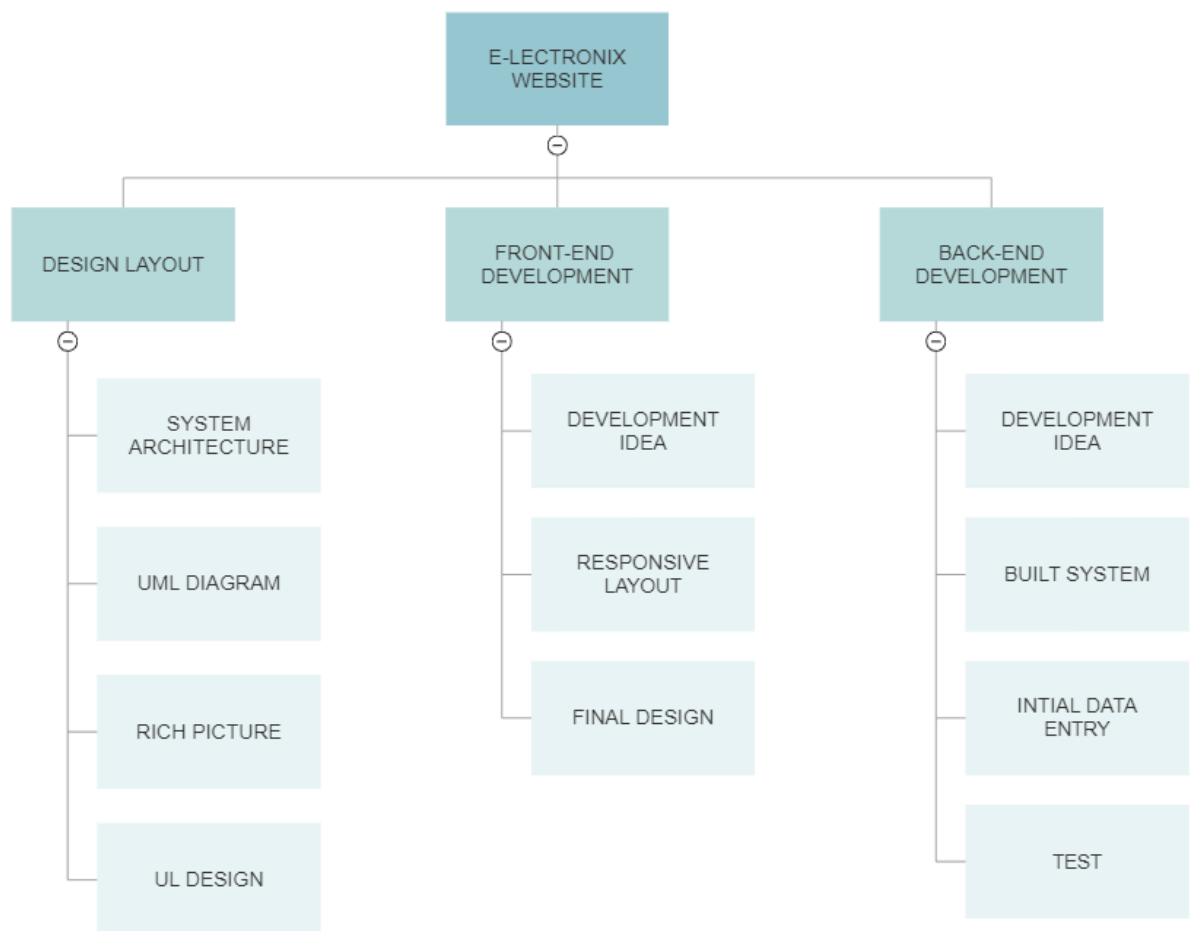 E-LECTRONIX
WEBSITE
DESIGN LAYOUT
FRONT-END
DEVELOPMENT
BACK-END
DEVELOPMENT
SYSTEM
ARCHITECTURE
UML DIAGRAM
RICH PICTURE
UL DESIGN
DEVELOPMENT
IDEA
RESPONSIVE
LAYOUT
FINAL DESIGN
DEVELOPMENT
IDEA
BUILT SYSTEM
INTIAL DATA
ENTRY
TEST